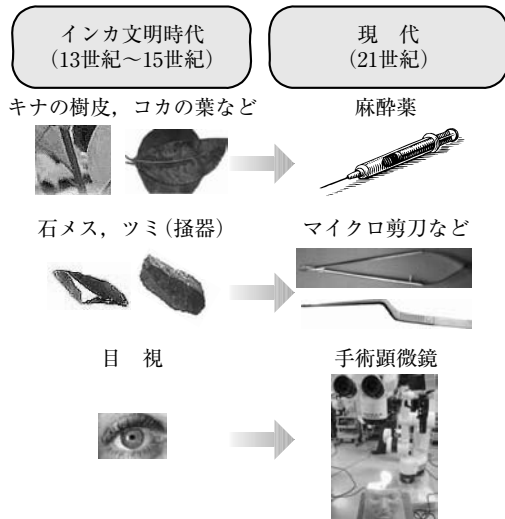 インカ文明時代
（13世紀～15世紀）
現　代
（21世紀）
キナの樹皮，コカの葉など
麻酔薬
石メス，ツミ（掻器）
マイクロ剪刀など
目　視
手術顕微鏡